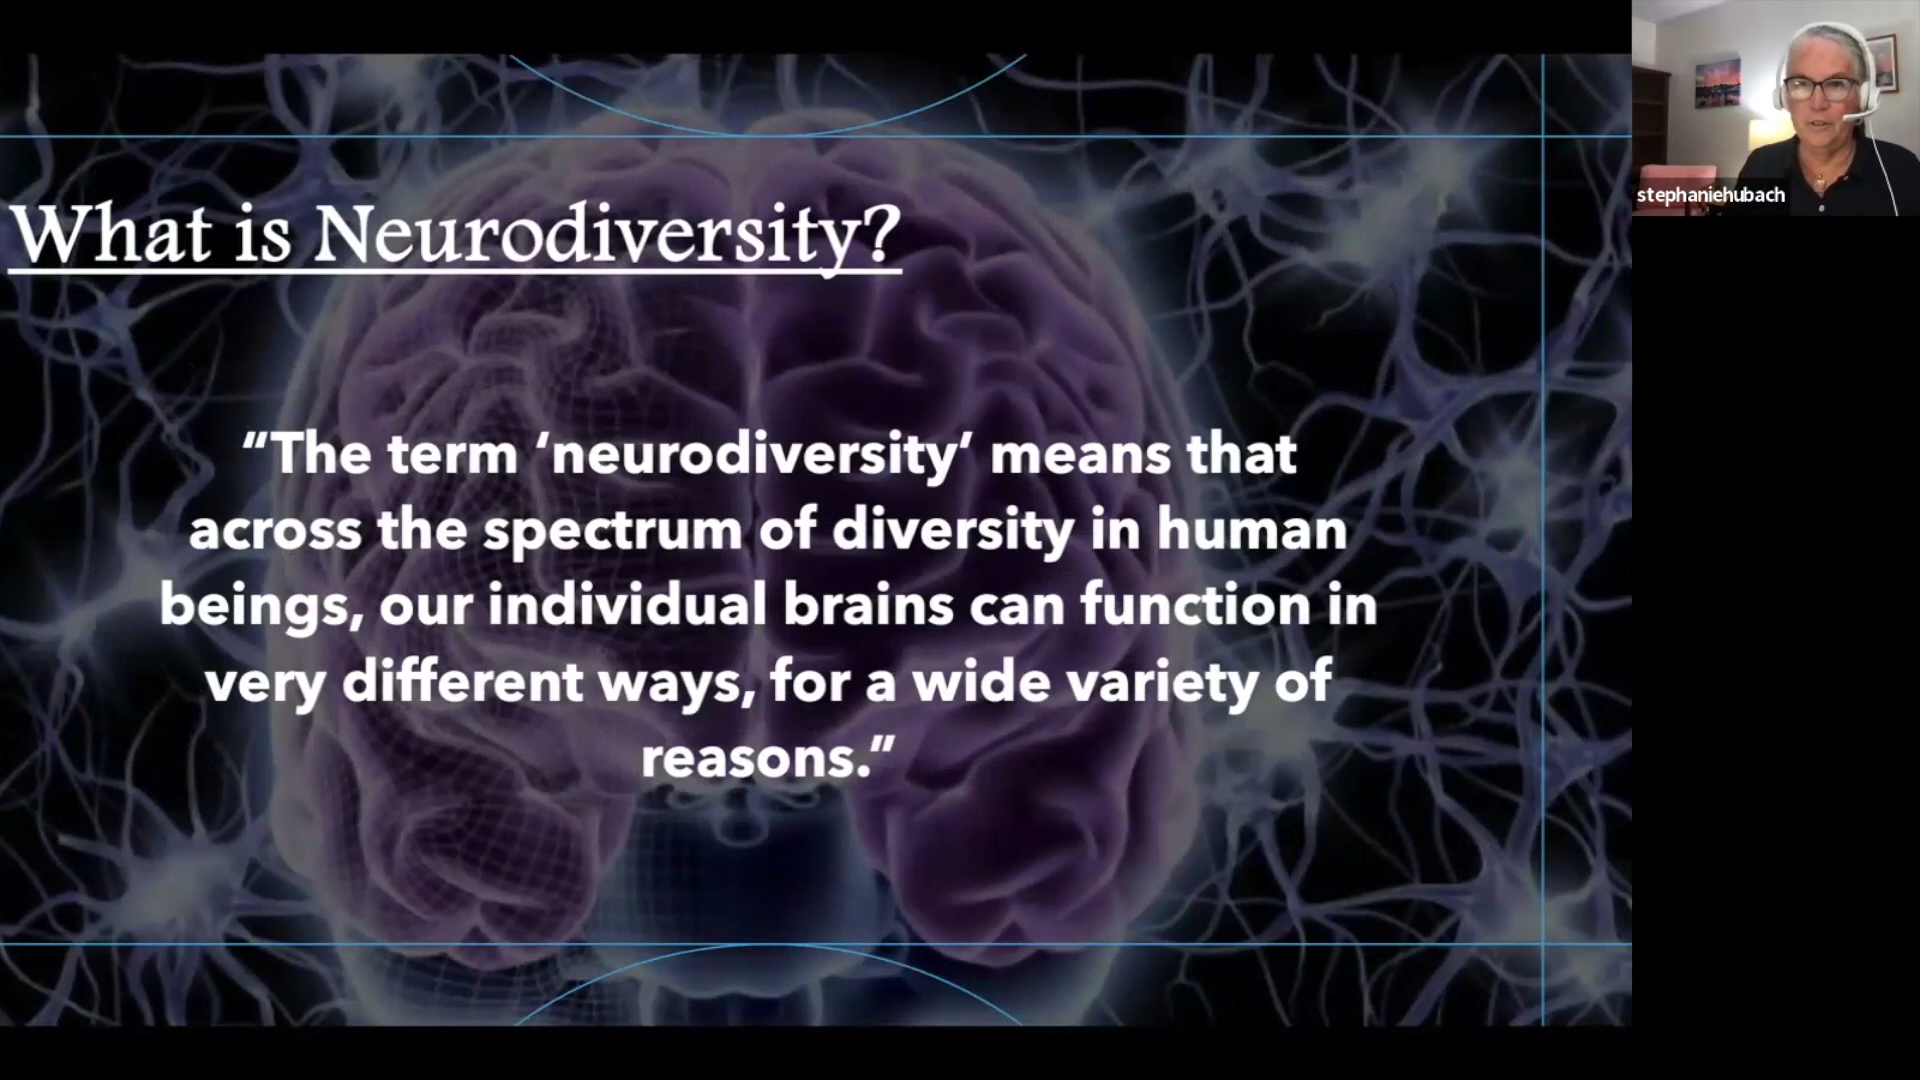 What is Neurodiversity?
“The term ‘neurodiversity’ means that
across the spectrum of diversity in human
beings, our individual brains can function in
very different ways, for a wide variety of
reasons.”
stephaniehubach